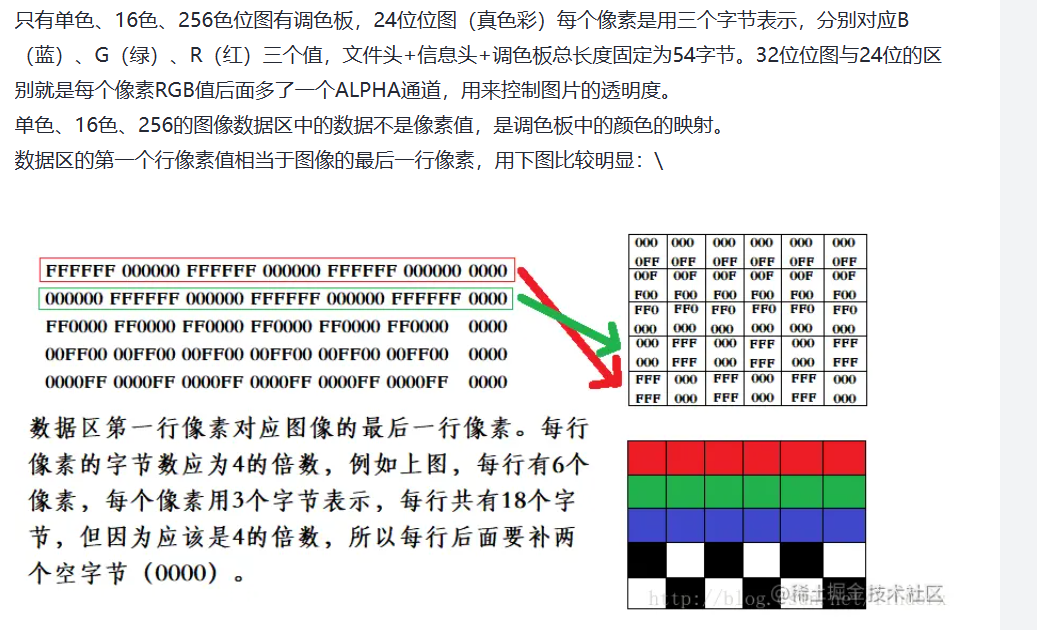 只有单色、16色、256色位图有调色板，24位位图（真色彩）每个像素是用三个字节表示，分别对应B
（蓝）、G（绿）、R（红）三个值，文件头+信息头+调色板总长度固定为54字节。32位位图与24位的区
别就是每个像素RGB值后面多了一个ALPHA通道，用来控制图片的透明度。
单色、16色、256的图像数据区中的数据不是像素值，是调色板中的颜色的映射。
数据区的第一个行像素值相当于图像的最后一行像素，用下图比较明显：\
FFFFFF 000000 FFFFFF 000000 FFFFFF 000000 0000
000000 FFFFFF 000000 FFFFFF 000000 FFFFFF 0000
FF0000 FF0000 FF0000 FF0000 FF0000 FF0000 0000
00FF00 00FF00 00FF00 00FF00 00FF00 00FF00 0000
0000FF 0000FF 0000FF 0000FF 0000FF 0000FF 0000
000 000 000 000 000 000
0FF 0FF 0FF 0FF 0FF 0FF
00F 00F 00F 00F 00F 00F
F00 F00 F00 F00 F00 F00
FF0 FF0 FF0 FF0 FF0 FF0
000 000 000 000 000 000
000 FFF 000 FFF 000 FFF
000 FFF 000 FFF 000 FFF
FFF 000 FFF 000 FFF 000
FFF 000 FFF 000 FFF 000
数据区第一行像素对应图像的最后一行像素。每行
像素的字节数应为4的倍数，例如上图，每行有6个
像素，每个像素用3个字节表示，每行共有18个字
节，但因为应该是4的倍数，所以每行后面要补两
个空字节（0000）。
@稀土掘金技术社区
http://blog.